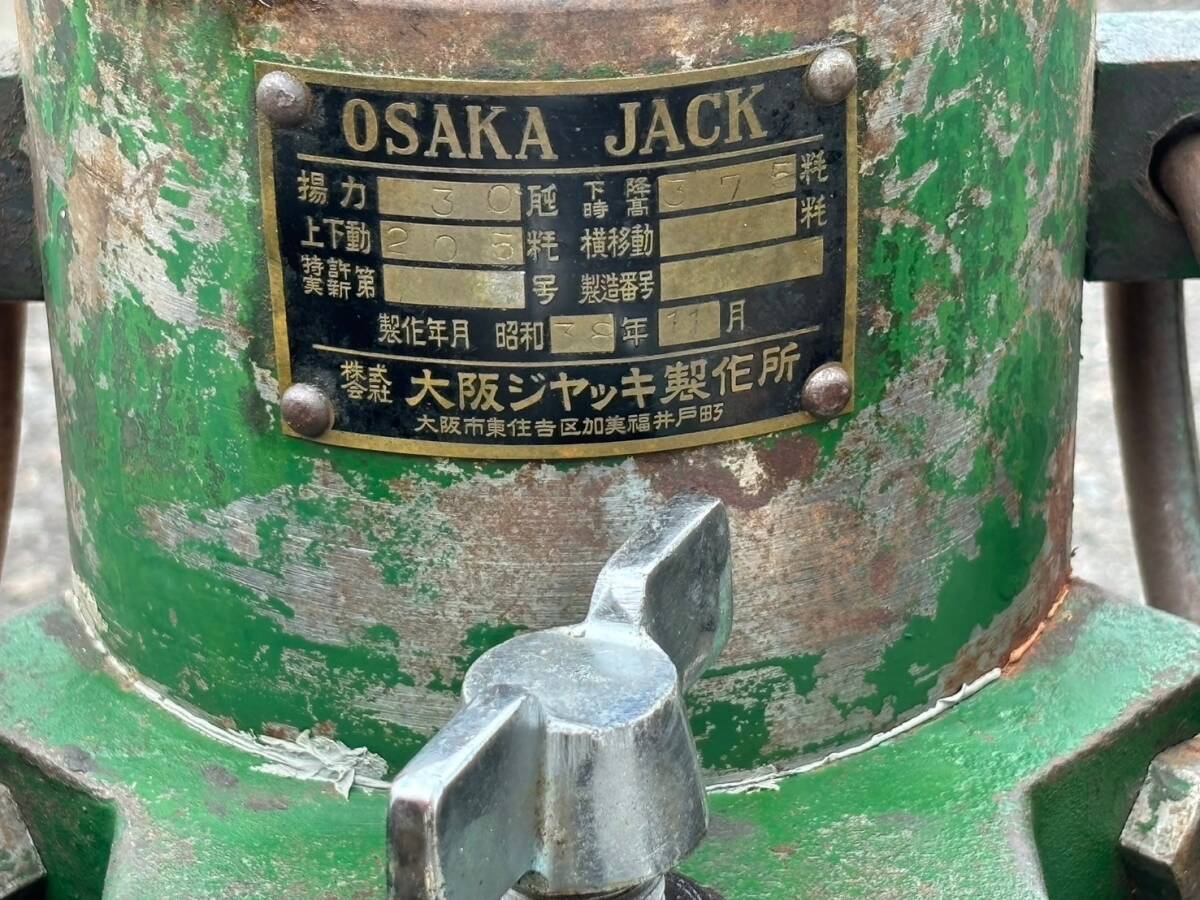 OSAKA JACK
揚力 30 瓲 下降時高 375 粍
上下動 205 粍 横移動 粍
特許実新 第 号 製造番号
製作年月 昭和 38 年 11 月
株式会社 大阪ジヤッキ製作所
大阪市東住吉区加美福井戸町